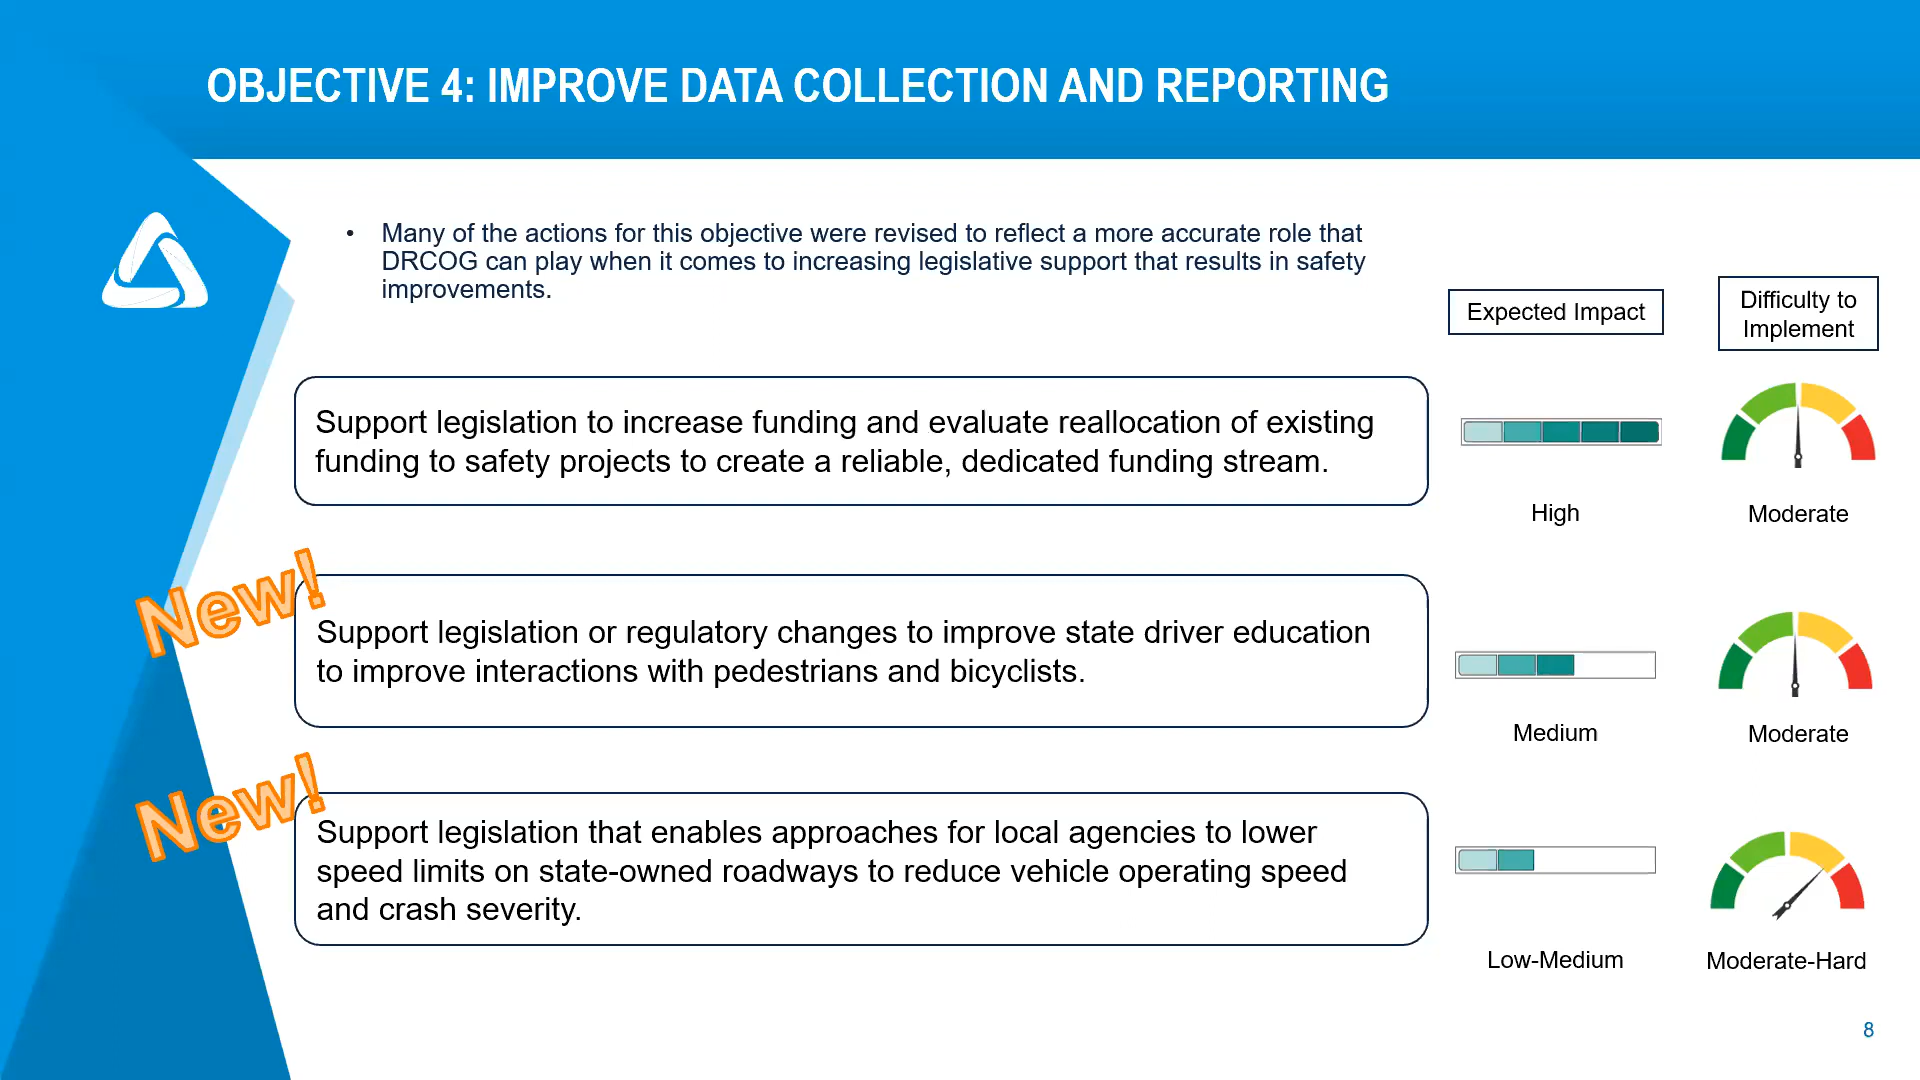 OBJECTIVE 4: IMPROVE DATA COLLECTION AND REPORTING
• Many of the actions for this objective were revised to reflect a more accurate role that
DRCOG can play when it comes to increasing legislative support that results in safety
improvements.
Expected Impact
Difficulty to
Implement
Support legislation to increase funding and evaluate reallocation of existing
funding to safety projects to create a reliable, dedicated funding stream.
High
Moderate
New!
Support legislation or regulatory changes to improve state driver education
to improve interactions with pedestrians and bicyclists.
Medium
Moderate
New!
Support legislation that enables approaches for local agencies to lower
speed limits on state-owned roadways to reduce vehicle operating speed
and crash severity.
Low-Medium
Moderate-Hard
8